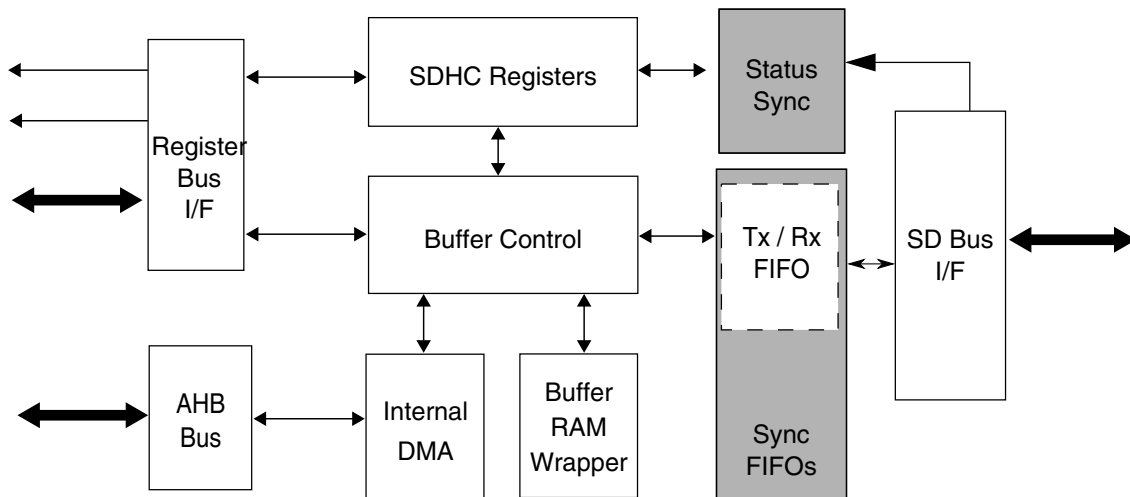 SDHC Registers
Status
Sync
Register
Bus
I/F
Buffer Control
Tx / Rx
FIFO
SD Bus
I/F
AHB
Bus
Internal
DMA
Buffer
RAM
Wrapper
Sync
FIFOs